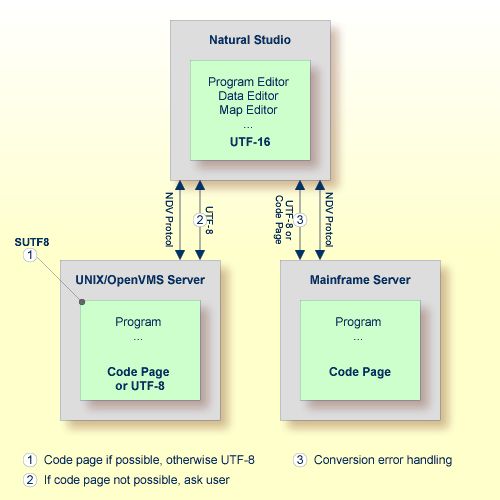 Natural Studio
Program Editor
Data Editor
Map Editor
...
UTF-16
NDV Protcol
UTF-8
2
UTF-8 or
Code Page
3
NDV Protcol
SUTF8
1
UNIX/OpenVMS Server
Program
...
Code Page
or UTF-8
Mainframe Server
Program
...
Code Page
1 Code page if possible, otherwise UTF-8
2 If code page not possible, ask user
3 Conversion error handling